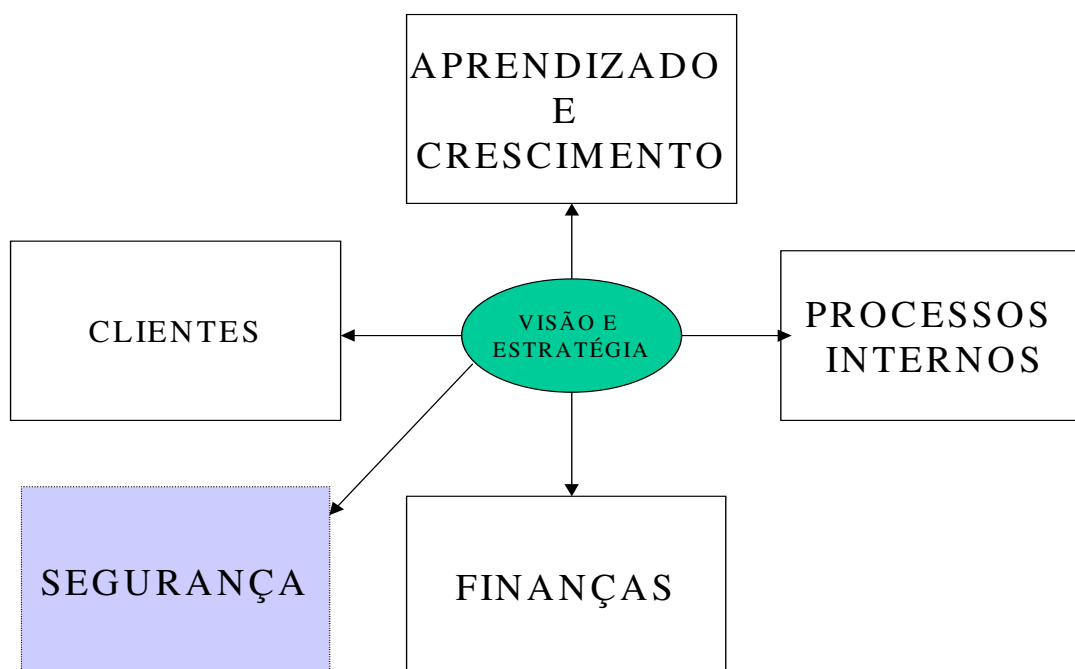 APRENDIZADO
E
CRESCIMENTO
CLIENTES
VISÃO E
ESTRATÉGIA
PROCESSOS
INTERNOS
SEGURANÇA
FINANÇAS